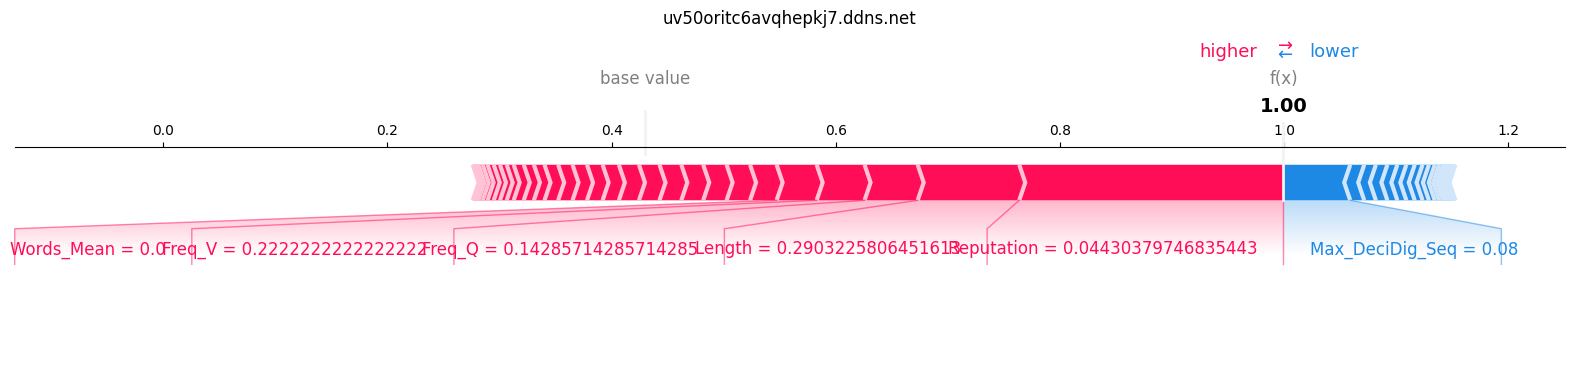 uv50oritc6avqhepkj7.ddns.net
higher ⇄ lower
base value f(x)
1.00
0.0 0.2 0.4 0.6 0.8 1.0 1.2
Words_Mean = 0.0 Freq_V = 0.2222222222222222 Freq_Q = 0.14285714285714285 Length = 0.2903225806451613 Reputation = 0.04430379746835443 Max_DeciDig_Seq = 0.08